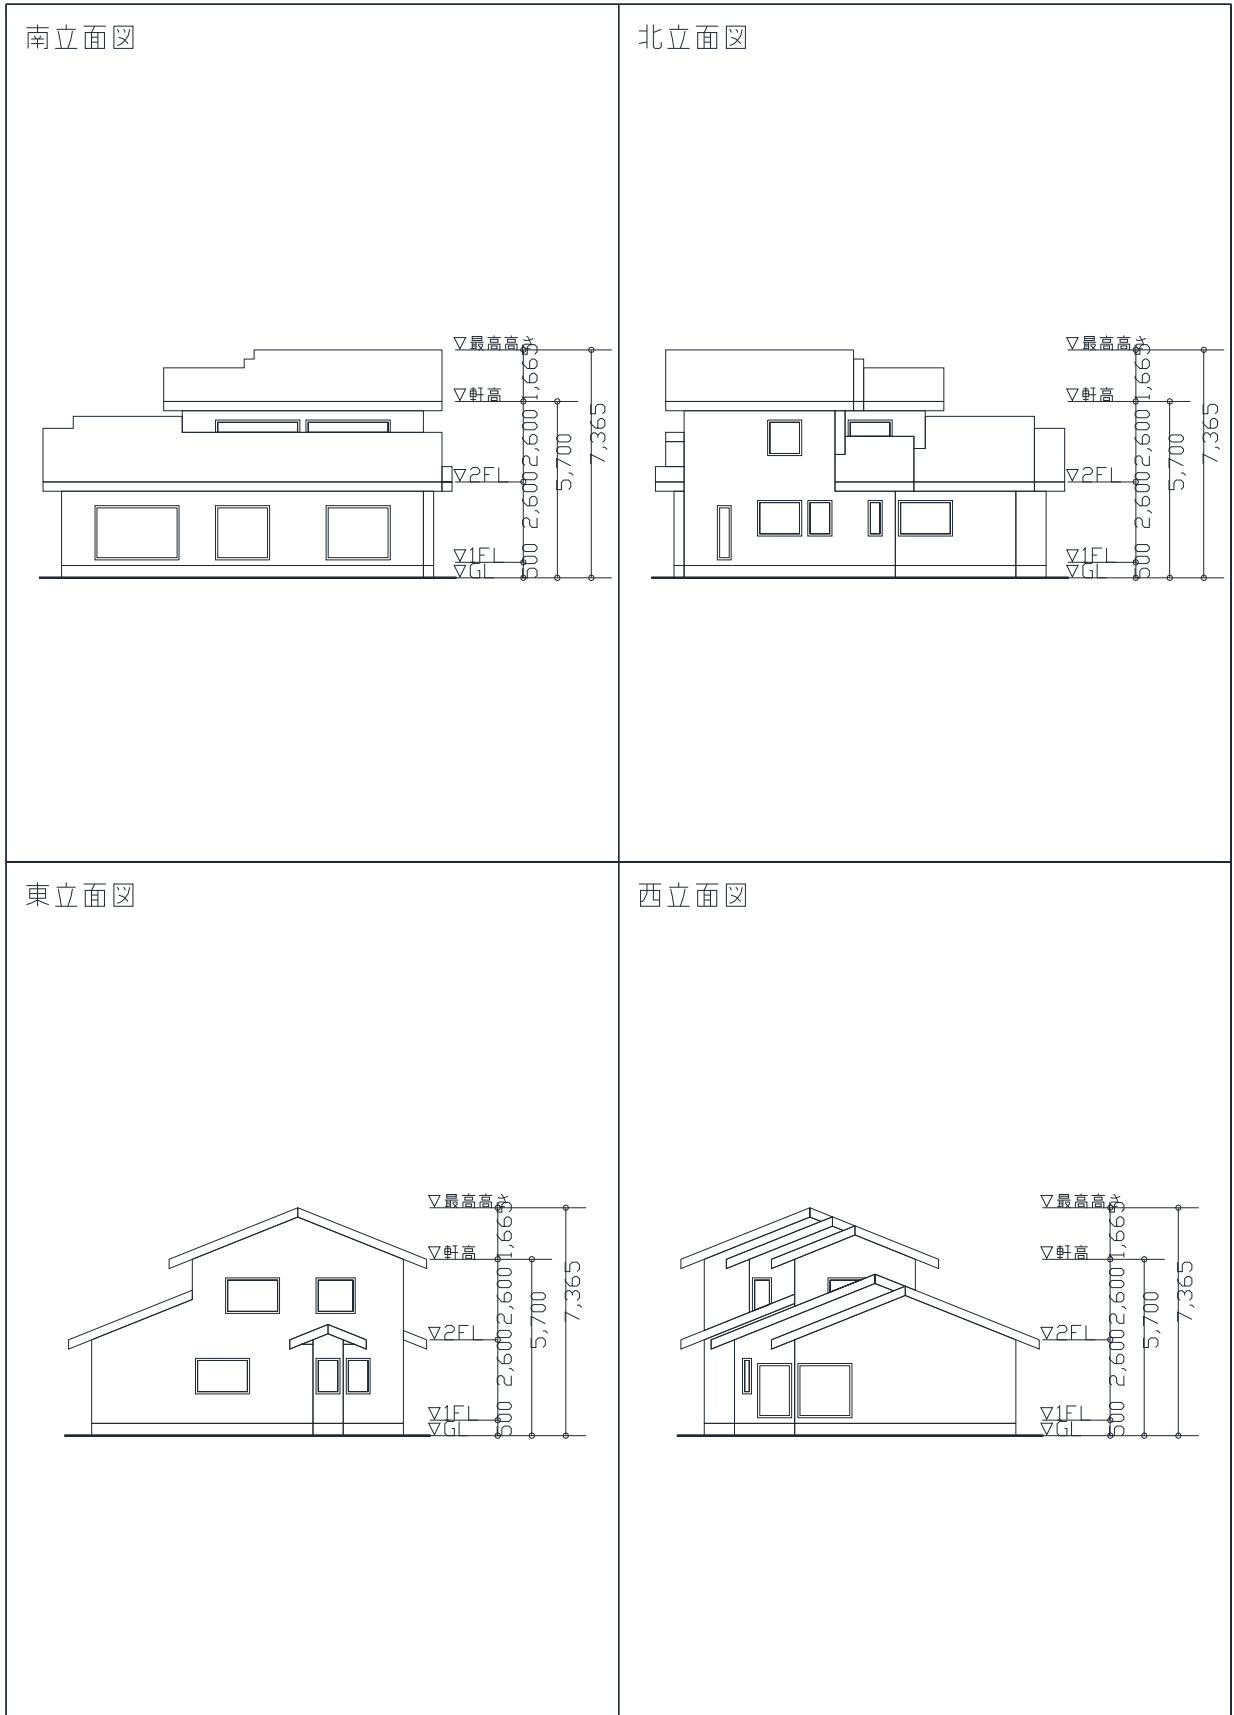 南立面図
▽最高高さ
▽軒高
▽2FL
▽1FL
▽GL
1,665
2,600
2,600
500
5,700
7,365
北立面図
▽最高高さ
▽軒高
▽2FL
▽1FL
▽GL
1,665
2,600
2,600
500
5,700
7,365
東立面図
▽最高高さ
▽軒高
▽2FL
▽1FL
▽GL
1,665
2,600
2,600
500
5,700
7,365
西立面図
▽最高高さ
▽軒高
▽2FL
▽1FL
▽GL
1,665
2,600
2,600
500
5,700
7,365